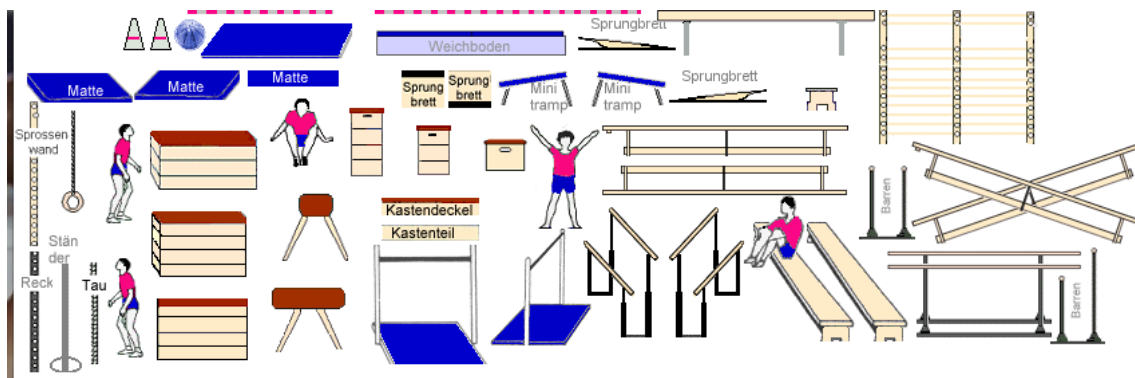 Sprungbrett
Weichboden
Matte
Matte
Matte
Sprung
brett
Sprung
brett
Mini
tramp
Mini
tramp
Sprungbrett
Sprossen
wand
Kastendeckel
Kastenteil
Barren
Stän
der
Reck
Tau
Barren